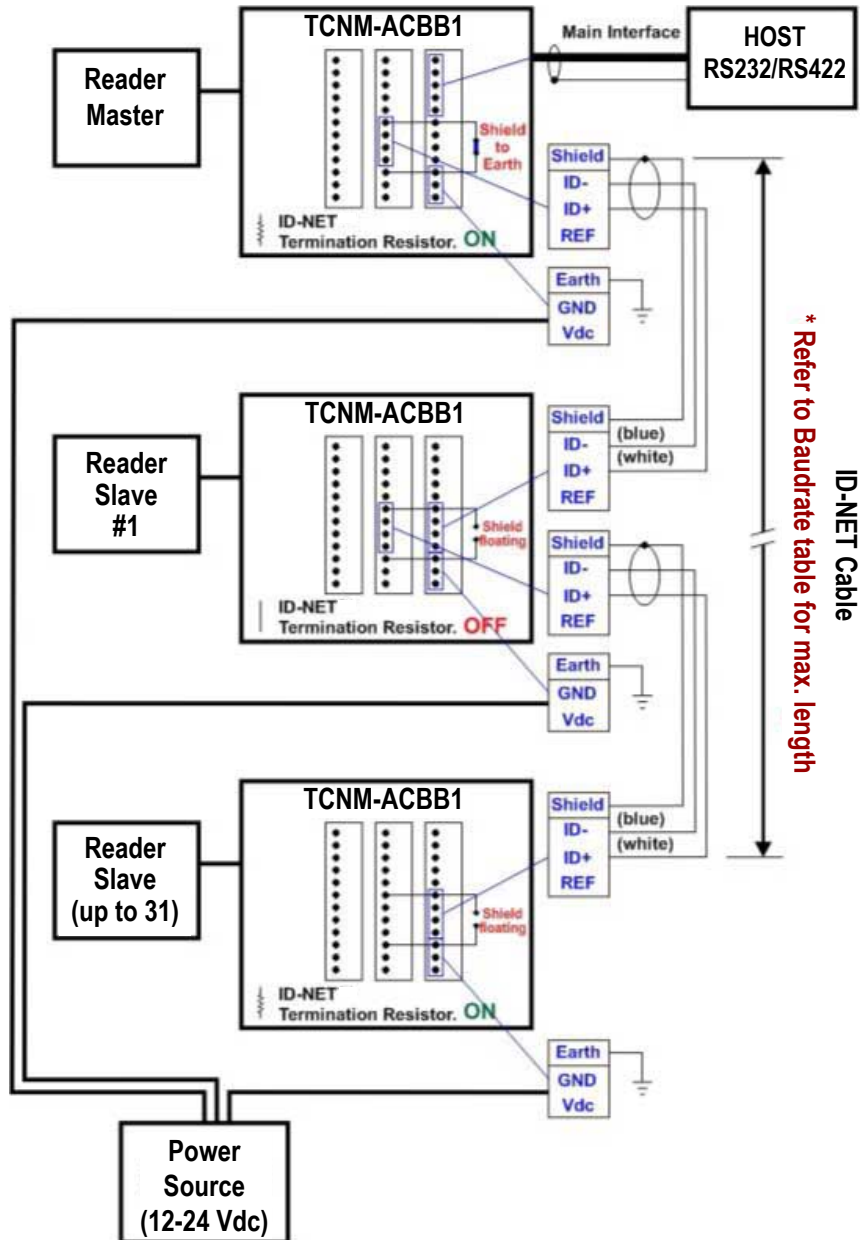 TCNM-ACBB1
Main Interface
HOST
RS232/RS422
Reader
Master
Shield
to
Earth
ID-NET
Termination Resistor. ON
Shield
ID-
ID+
REF
Earth
GND
Vdc
TCNM-ACBB1
Reader
Slave
#1
Shield
floating
ID-NET
Termination Resistor. OFF
Shield
ID-
ID+
REF
(blue)
(white)
Shield
ID-
ID+
REF
Earth
GND
Vdc
ID-NET Cable
* Refer to Baudrate table for max. length
TCNM-ACBB1
Reader
Slave
(up to 31)
Shield
floating
ID-NET
Termination Resistor. ON
Shield
ID-
ID+
REF
(blue)
(white)
Earth
GND
Vdc
Power
Source
(12-24 Vdc)